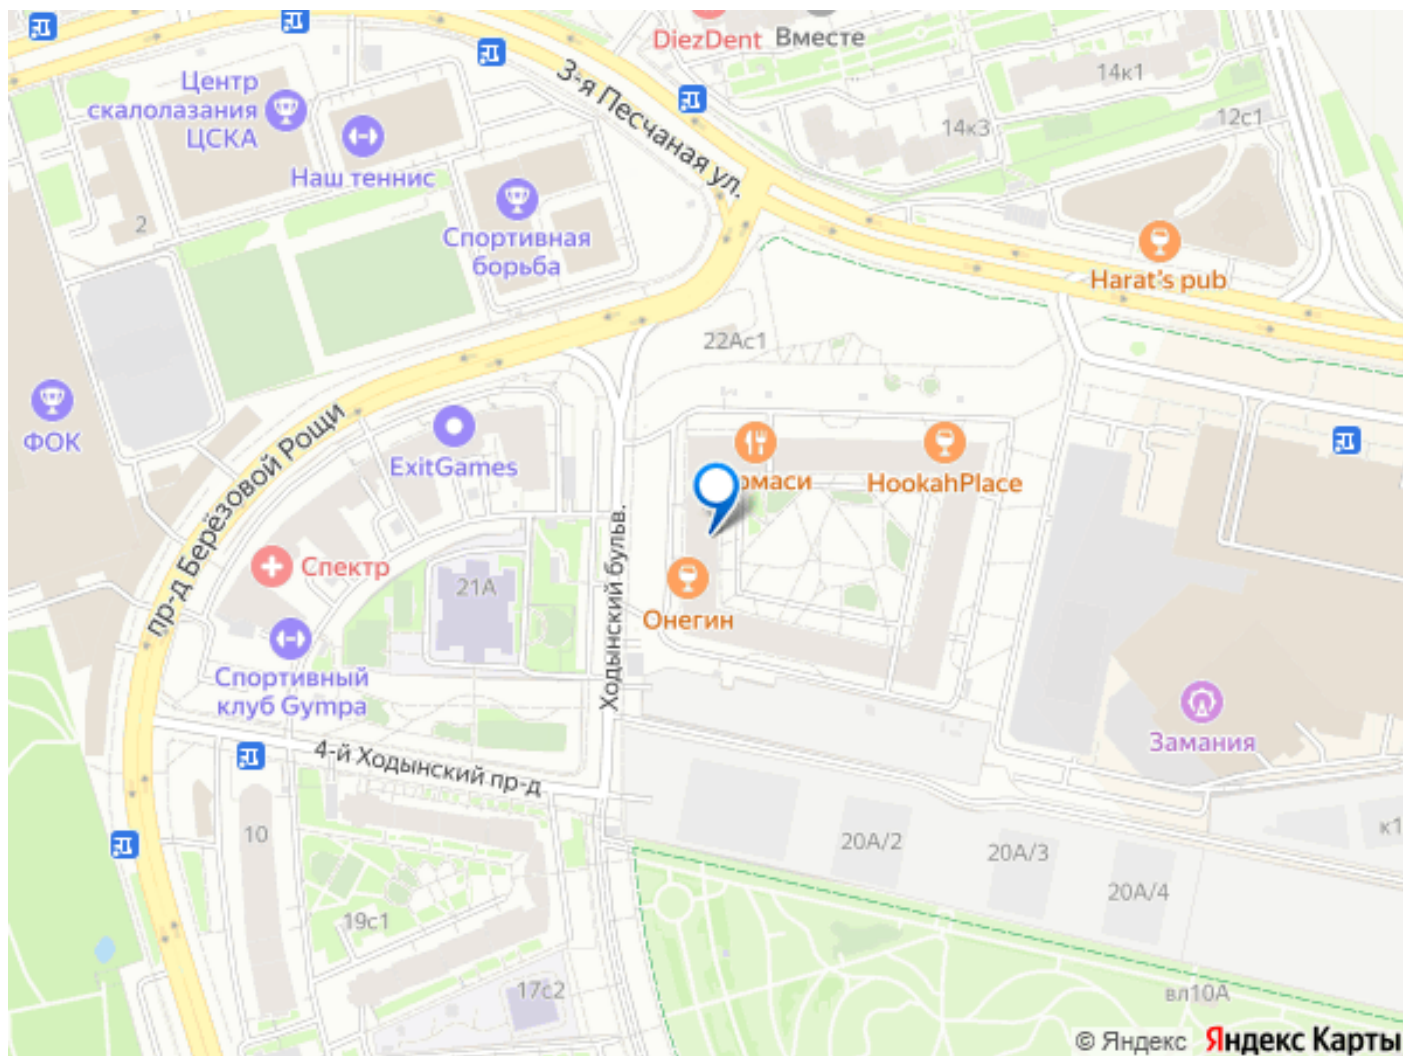 DiezDent
Вместе
Центр
скалолазания
ЦСКА
3-я Песчаная ул.
14к1
14к3
12с1
Наш теннис
2
Спортивная
борьба
Harat's pub
22Ас1
ФОК
пр-д Берёзовой Рощи
ExitGames
омаси
HookahPlace
Спектр
21А
Ходынский бульв.
Онегин
Спортивный
клуб Gympa
4-й Ходынский пр-д
Замания
10
20А/2
20А/3
к1
20А/4
19с1
17с2
вл10А
© Яндекс Яндекс Карты